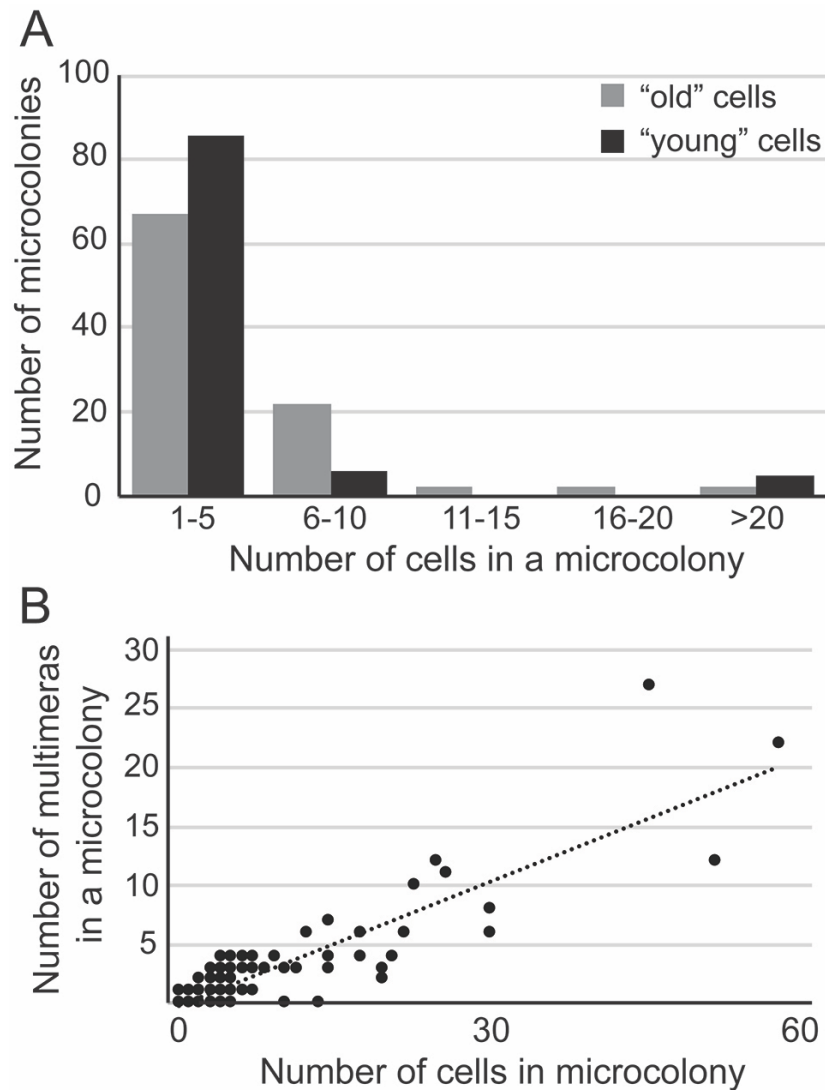 A
Number of microcolonies
100
80
60
40
20
0
“old” cells
“young” cells
1-5
6-10
11-15
16-20
>20
Number of cells in a microcolony
B
Number of multimeras
in a microcolony
30
25
20
15
10
5
0
30
60
Number of cells in microcolony